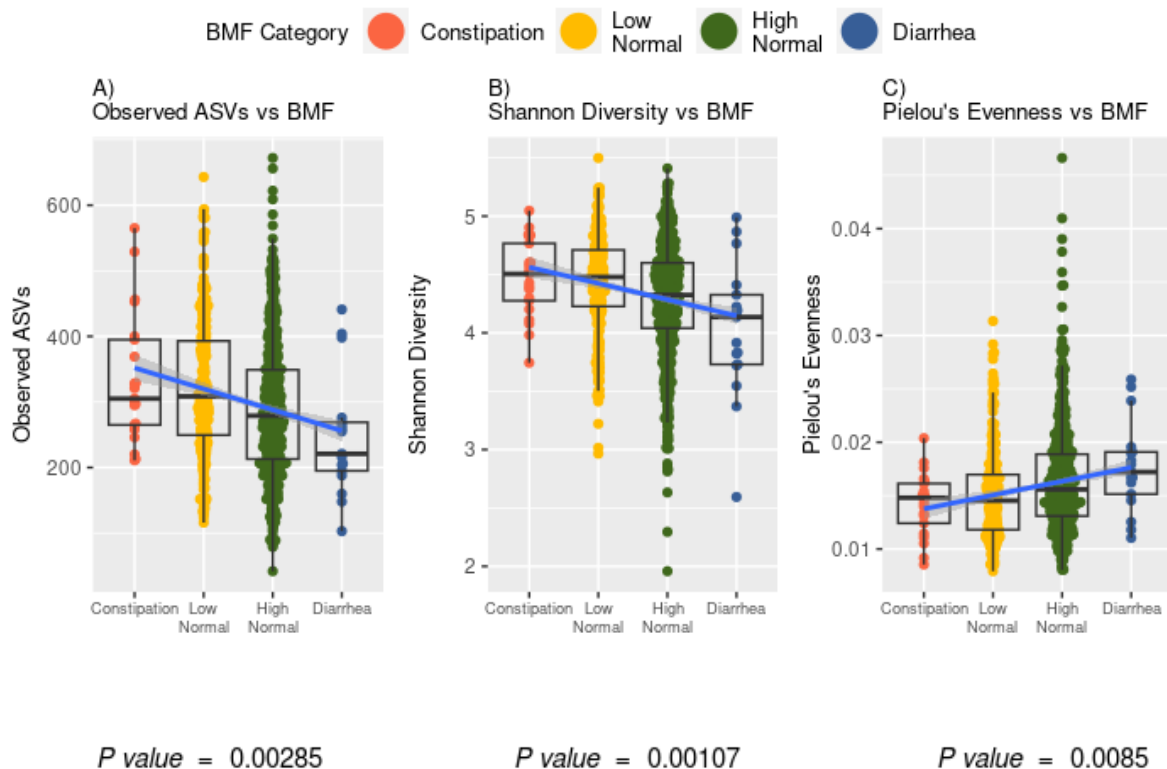 BMF Category Constipation Low Normal High Normal Diarrhea
A)
Observed ASVs vs BMF
Observed ASVs
600
400
200
Constipation Low Normal High Normal Diarrhea
P value = 0.00285
B)
Shannon Diversity vs BMF
Shannon Diversity
5
4
3
2
Constipation Low Normal High Normal Diarrhea
P value = 0.00107
C)
Pielou's Evenness vs BMF
Pielou's Evenness
0.04
0.03
0.02
0.01
Constipation Low Normal High Normal Diarrhea
P value = 0.0085